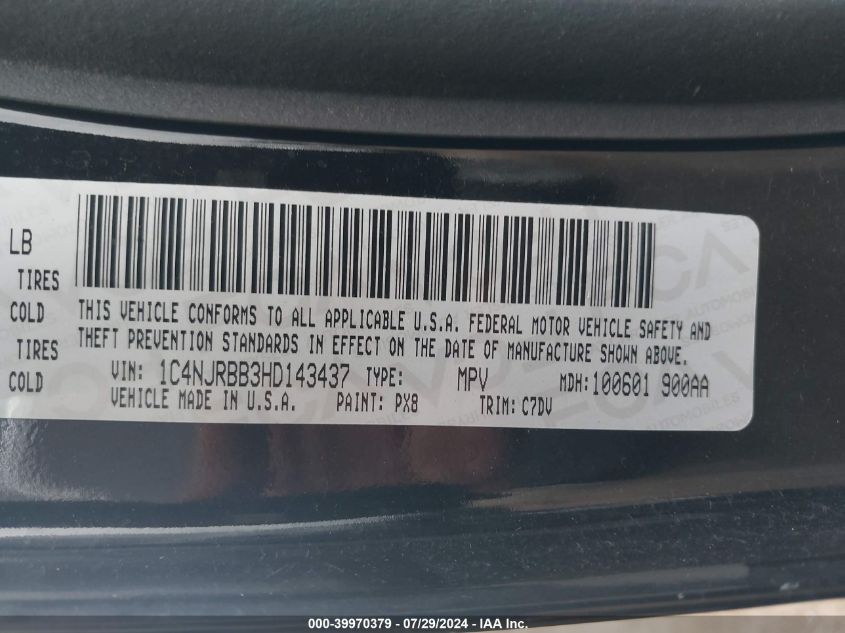 LB
TIRES
COLD
TIRES
COLD
THIS VEHICLE CONFORMS TO ALL APPLICABLE U.S.A. FEDERAL MOTOR VEHICLE SAFETY AND
THEFT PREVENTION STANDARDS IN EFFECT ON THE DATE OF MANUFACTURE SHOWN ABOVE.
VIN: 1C4NJRBB3HD143437 TYPE: MPV MDH: 100601 900AA
VEHICLE MADE IN U.S.A. PAINT: PX8 TRIM: C7DV
000-39970379 / 07/29/2024 - IAA Inc.